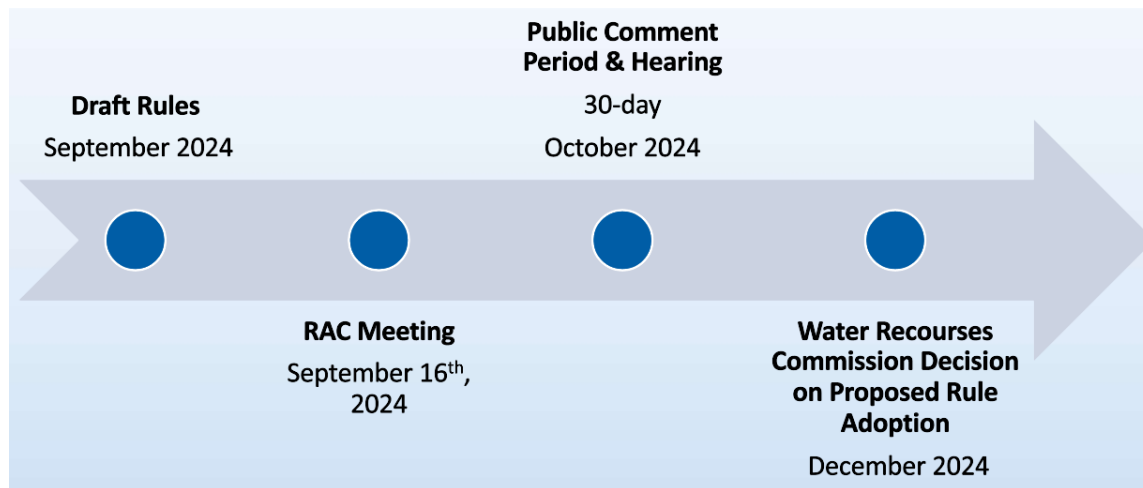 Draft Rules
September 2024
RAC Meeting
September 16th,
2024
Public Comment
Period & Hearing
30-day
October 2024
Water Recourses
Commission Decision
on Proposed Rule
Adoption
December 2024